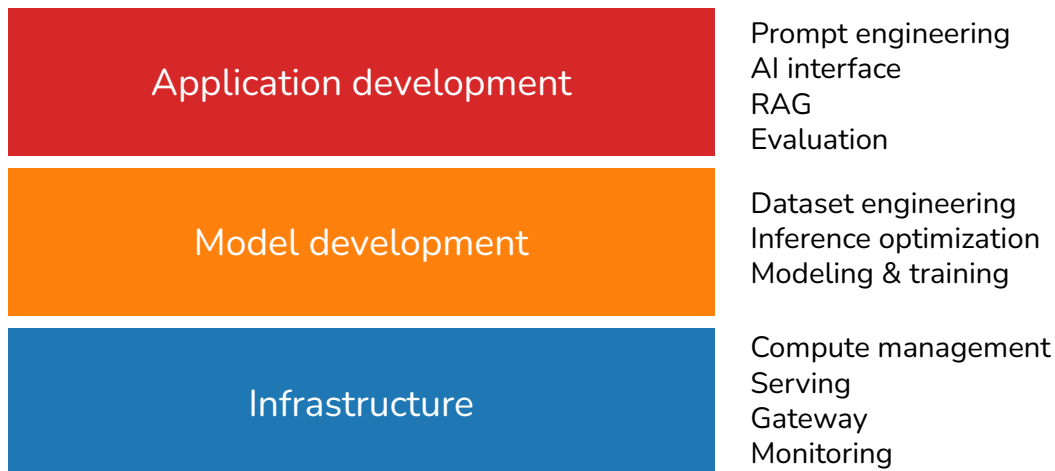 Application development
Prompt engineering
AI interface
RAG
Evaluation
Model development
Dataset engineering
Inference optimization
Modeling & training
Infrastructure
Compute management
Serving
Gateway
Monitoring